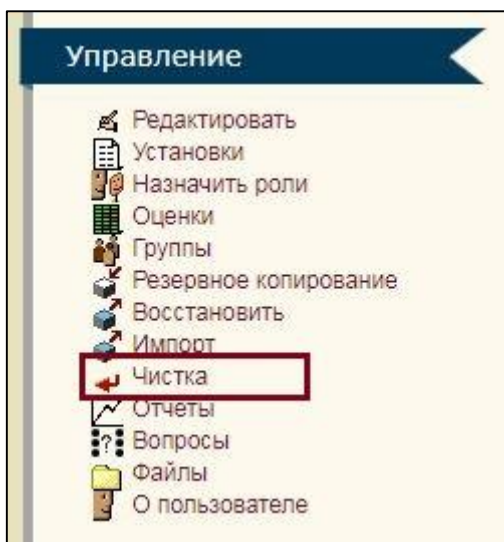 Управление
Редактировать
Установки
Назначить роли
Оценки
Группы
Резервное копирование
Восстановить
Импорт
Чистка
Отчеты
Вопросы
Файлы
О пользователе